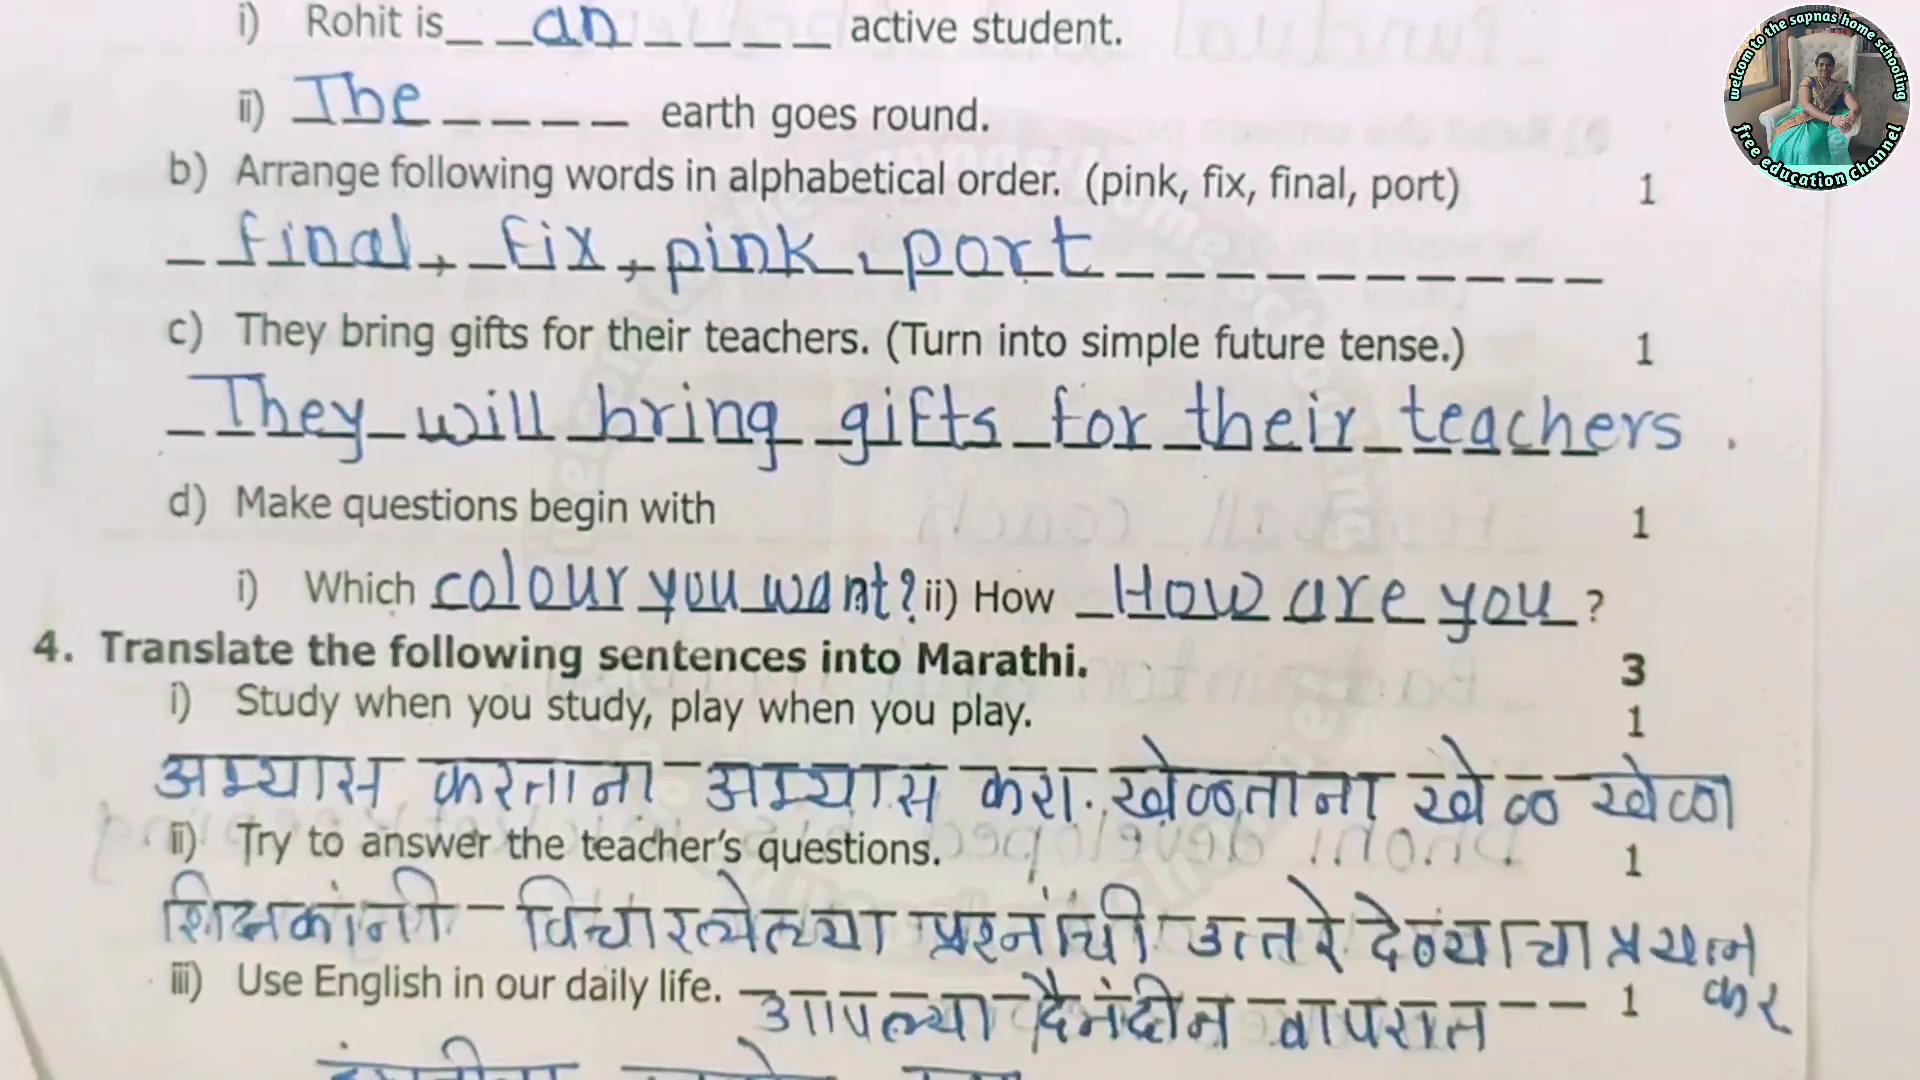 i) Rohit is _ _an_ _ _ _ active student.
ii) The _ _ _ _ earth goes round.
b) Arrange following words in alphabetical order. (pink, fix, final, port) 1
final, fix, pink, port
c) They bring gifts for their teachers. (Turn into simple future tense.) 1
They will bring gifts for their teachers.
d) Make questions begin with 1
i) Which colour you want? ii) How How are you ?
4. Translate the following sentences into Marathi. 3
i) Study when you study, play when you play. 1
अभ्यास करताना अभ्यास करा. खेळताना खेळ खेळा
ii) Try to answer the teacher's questions. 1
शिक्षकांनी विचारल्येल्या प्रश्नांची उत्तरे देण्याचा प्रयत्न
कर
iii) Use English in our daily life. 1
आपल्या दैनंदीन वापरात
welcom to the sapnas home schooling
free education channel